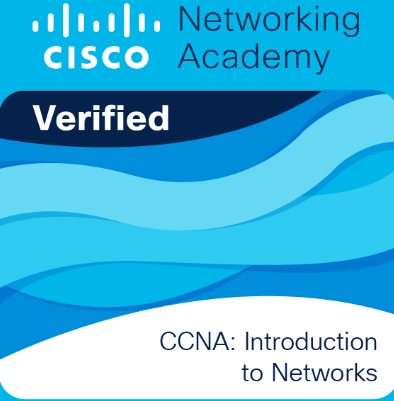 Networking
CISCO Academy
Verified
CCNA: Introduction
to Networks